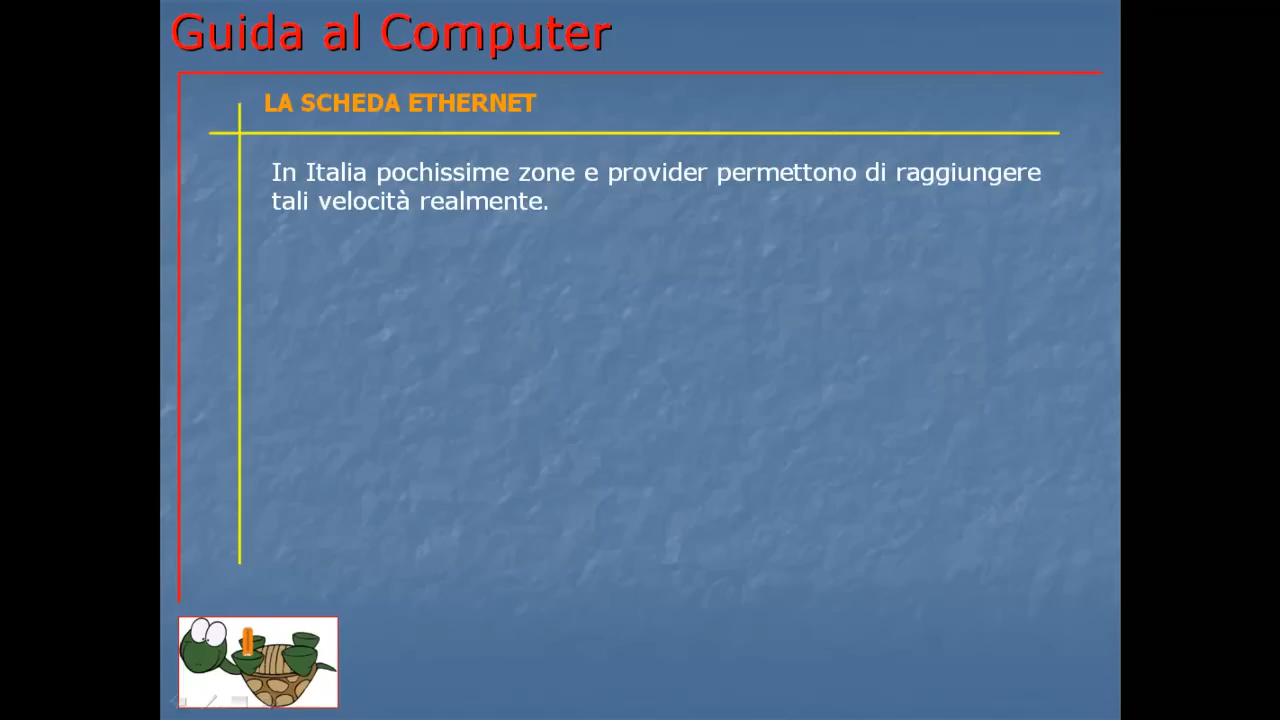 Guida al Computer
LA SCHEDA ETHERNET
In Italia pochissime zone e provider permettono di raggiungere
tali velocità realmente.